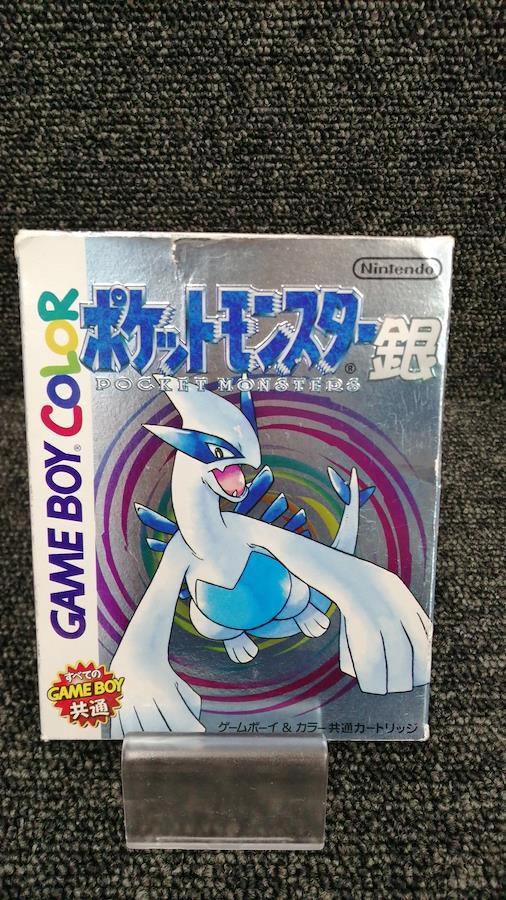 Nintendo
ポケットモンスター銀
®
POCKET MONSTERS
GAME BOY COLOR
®
すべての
GAME BOY
共通
ゲームボーイ & カラー共通カートリッジ